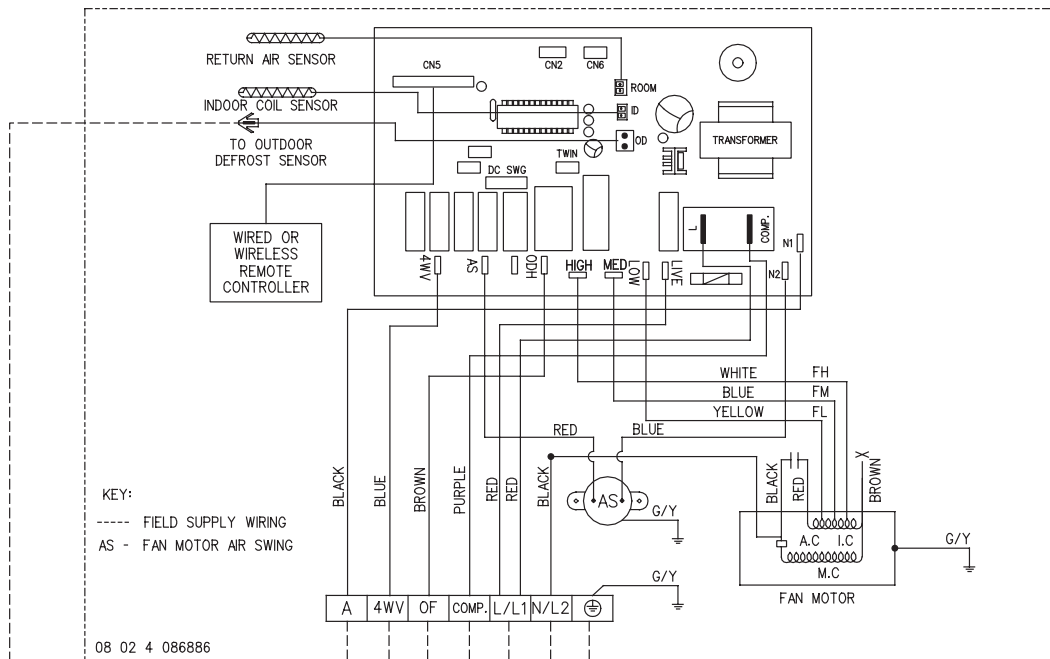 RETURN AIR SENSOR
INDOOR COIL SENSOR
TO OUTDOOR
DEFROST SENSOR
WIRED OR
WIRELESS
REMOTE
CONTROLLER
CN5
CN2
CN6
ROOM
ID
OD
TRANSFORMER
TWIN
DC SWG
L
COMP.
N1
N2
4WV
AS
ODH
HIGH
MED
LOW
LIVE
WHITE
FH
BLUE
FM
YELLOW
FL
RED
BLUE
BLACK
BLUE
BROWN
PURPLE
RED
RED
BLACK
AS
G/Y
BLACK
RED
X
BROWN
A.C
I.C
M.C
G/Y
FAN MOTOR
KEY:
----- FIELD SUPPLY WIRING
AS - FAN MOTOR AIR SWING
G/Y
A
4WV
OF
COMP.
L/L1
N/L2
08 02 4 086886